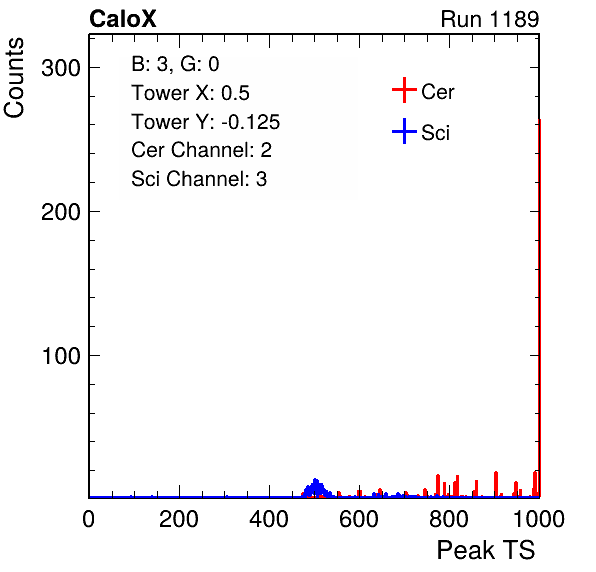 CaloX Run 1189
Counts
B: 3, G: 0
Tower X: 0.5
Tower Y: -0.125
Cer Channel: 2
Sci Channel: 3
Cer
Sci
300
200
100
0 200 400 600 800 1000
Peak TS